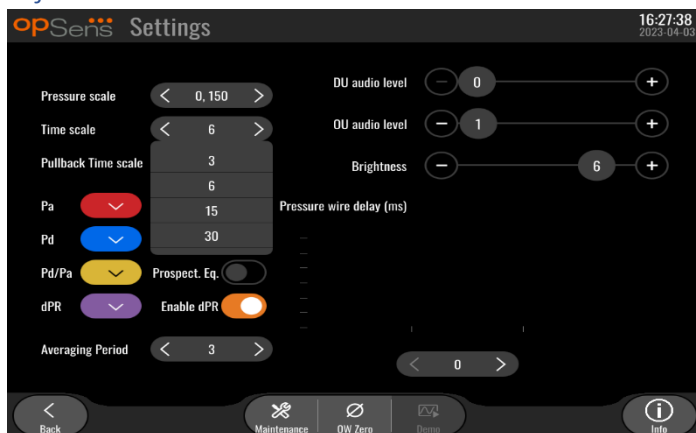 opSens Settings
16:27:38
2023-04-03
Pressure scale
0, 150
Time scale
6
Pullback Time scale
3
6
15
30
Pa
Pd
Pd/Pa
Prospect. Eq.
dPR
Enable dPR
Averaging Period
3
DU audio level
0
OU audio level
1
Brightness
6
Pressure wire delay (ms)
0
Back
Maintenance
OW Zero
Demo
Info